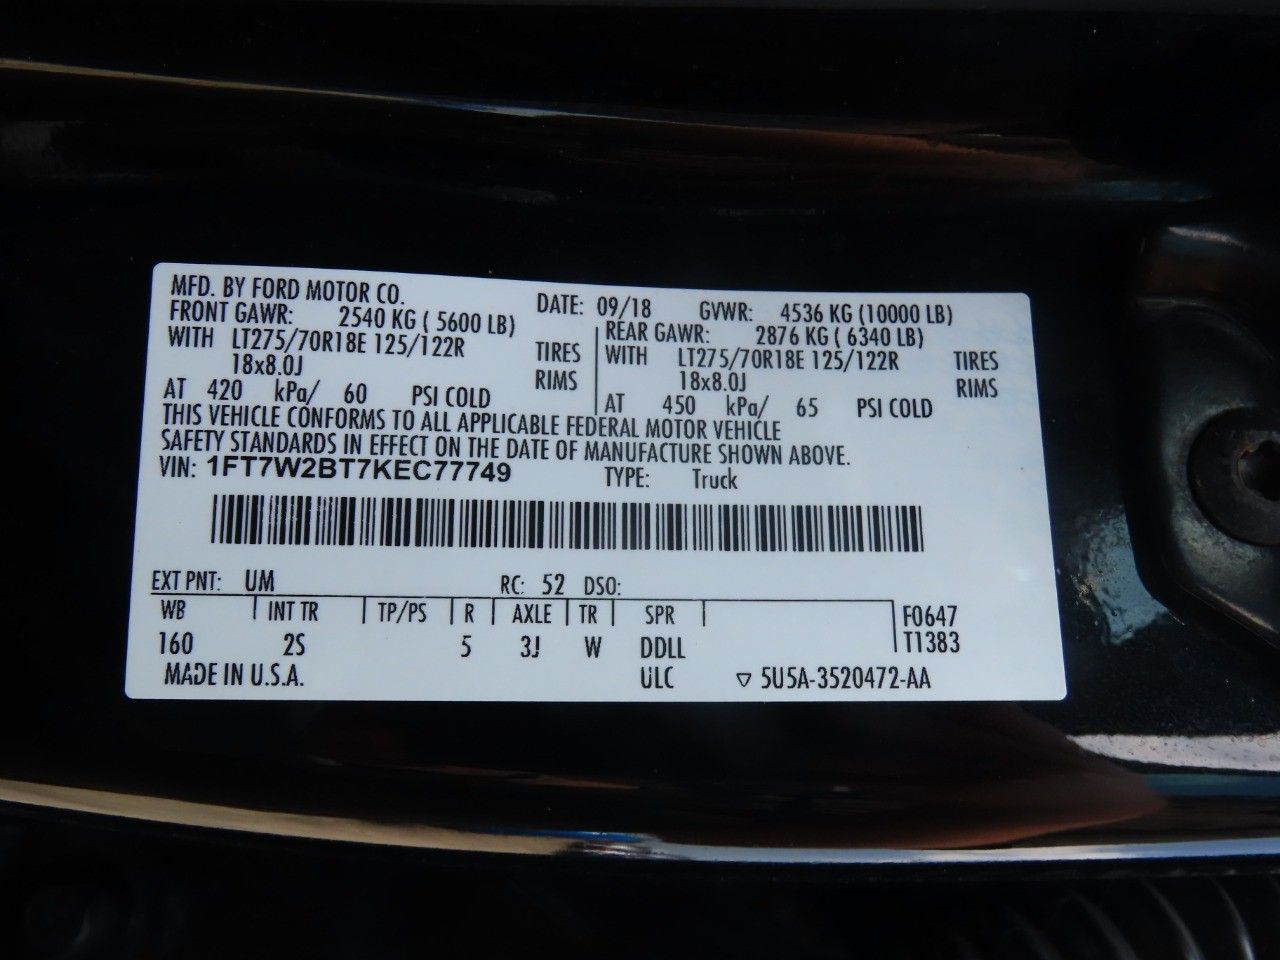 MFD. BY FORD MOTOR CO. DATE: 09/18 GVWR: 4536 KG (10000 LB)
FRONT GAWR: 2540 KG ( 5600 LB) REAR GAWR: 2876 KG ( 6340 LB)
WITH LT275/70R18E 125/122R TIRES WITH LT275/70R18E 125/122R TIRES
18x8.0J RIMS 18x8.0J RIMS
AT 420 kPa/ 60 PSI COLD AT 450 kPa/ 65 PSI COLD
THIS VEHICLE CONFORMS TO ALL APPLICABLE FEDERAL MOTOR VEHICLE
SAFETY STANDARDS IN EFFECT ON THE DATE OF MANUFACTURE SHOWN ABOVE.
VIN: 1FT7W2BT7KEC77749 TYPE: Truck
EXT PNT: UM RC: 52 DSO:
WB INT TR TP/PS R AXLE TR SPR F0647
160 2S 5 3J W DDLL T1383
MADE IN U.S.A. ULC ▽ 5U5A-3520472-AA